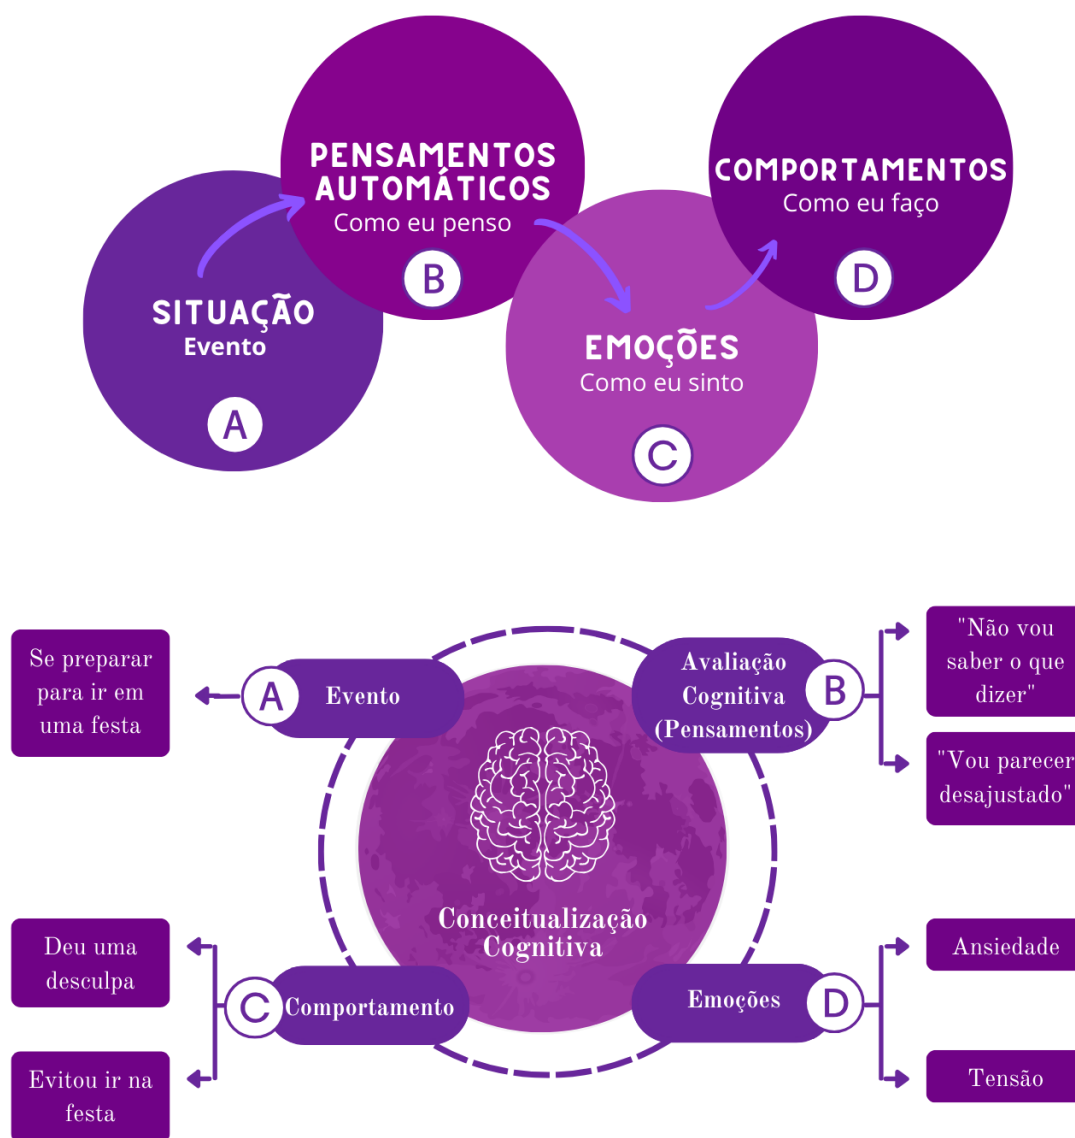 PENSAMENTOS
AUTOMÁTICOS
Como eu penso
B
COMPORTAMENTOS
Como eu faço
D
SITUAÇÃO
Evento
A
EMOÇÕES
Como eu sinto
C
Se preparar
para ir em
uma festa
A
Evento
Avaliação
Cognitiva
(Pensamentos)
B
"Não vou
saber o que
dizer"
"Vou parecer
desajustado"
Conceitualização
Cognitiva
Deu uma
desculpa
Evitou ir na
festa
C
Comportamento
Emoções
D
Ansiedade
Tensão